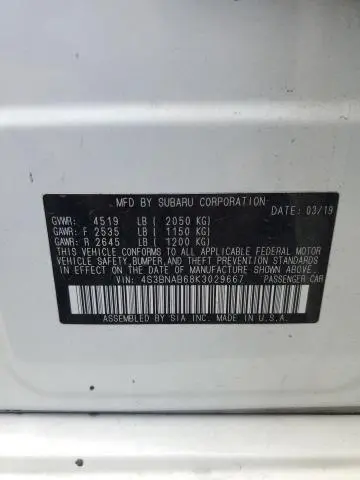 MFD BY SUBARU CORPORATION
DATE: 03/19
GVWR: 4519 LB ( 2050 KG)
GAWR: F 2535 LB ( 1150 KG)
GAWR: R 2645 LB ( 1200 KG)
THIS VEHICLE CONFORMS TO ALL APPLICABLE FEDERAL MOTOR
VEHICLE SAFETY, BUMPER, AND THEFT PREVENTION STANDARDS
IN EFFECT ON THE DATE OF MANUFACTURE SHOWN ABOVE.
VIN: 4S3BNAB68K3029667 PASSENGER CAR
ASSEMBLED BY SIA INC. MADE IN U.S.A.